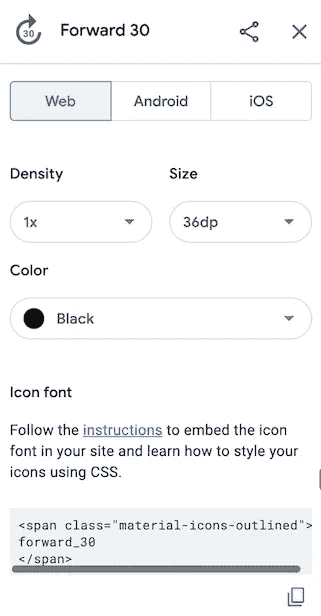 30 Forward 30
Web Android iOS
Density Size
1x 36dp
Color
Black
Icon font
Follow the instructions to embed the icon
font in your site and learn how to style your
icons using CSS.
<span class="material-icons-outlined">
forward_30
</span>